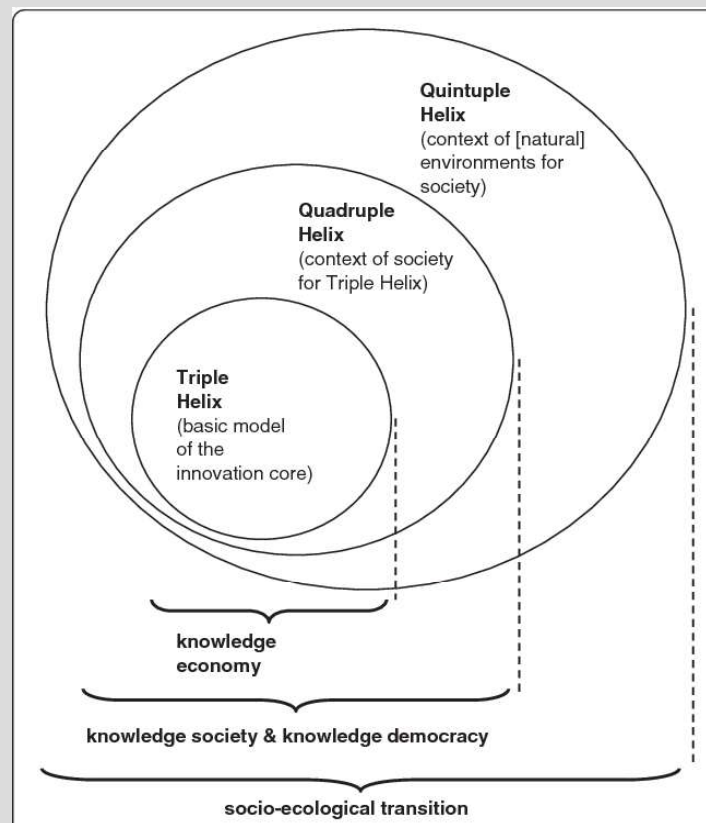 Quintuple
Helix
(context of [natural]
environments for
society)
Quadruple
Helix
(context of society
for Triple Helix)
Triple
Helix
(basic model
of the
innovation core)
knowledge
economy
knowledge society & knowledge democracy
socio-ecological transition